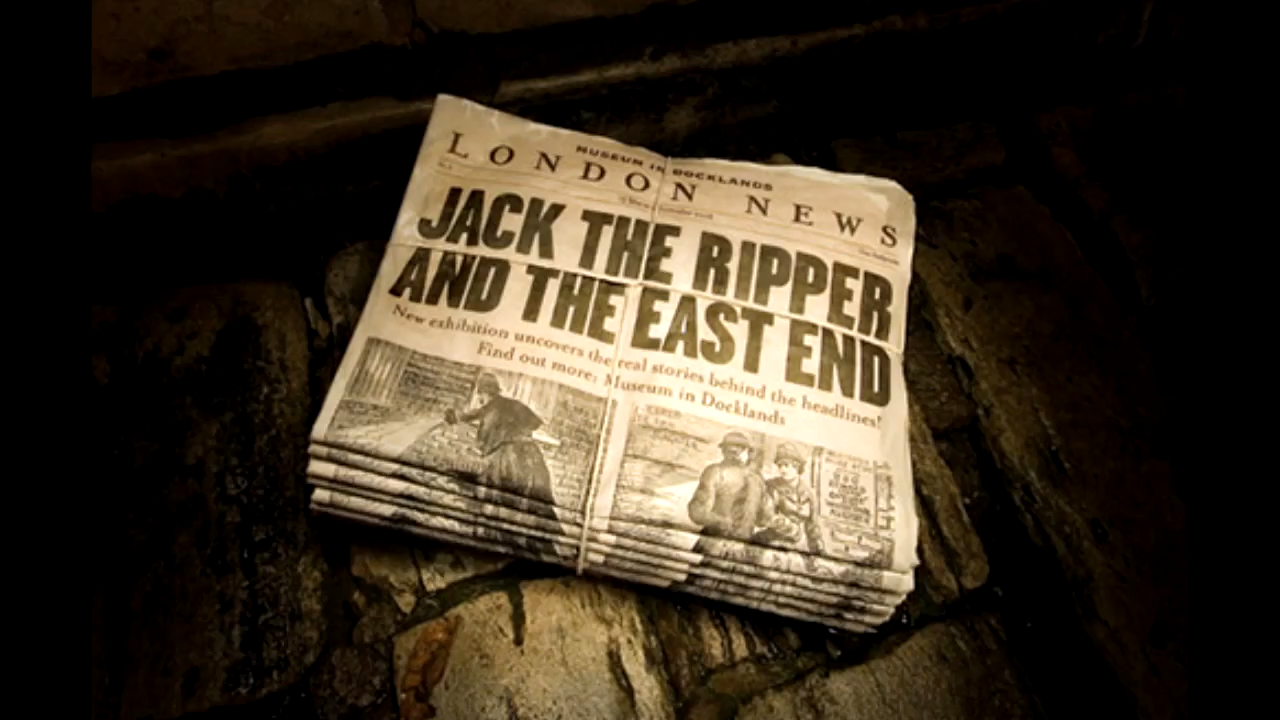 MUSEUM IN DOCKLANDS
LONDON NEWS
JACK THE RIPPER
AND THE EAST END
New exhibition uncovers the real stories behind the headlines!
Find out more: Museum in Docklands